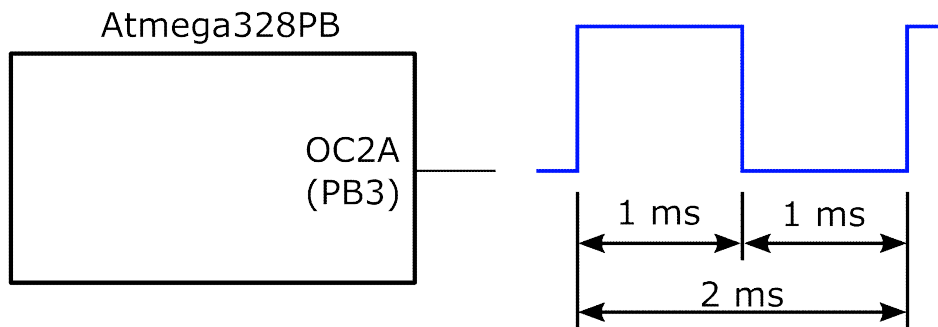 Atmega328PB
OC2A
(PB3)
1 ms
1 ms
2 ms